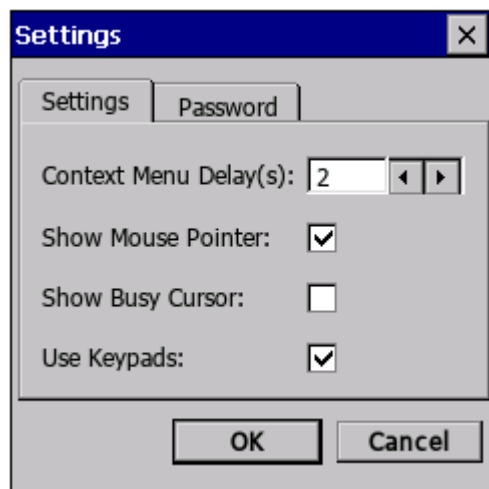 Settings
Settings Password
Context Menu Delay(s): 2
Show Mouse Pointer:
Show Busy Cursor:
Use Keypads:
OK Cancel